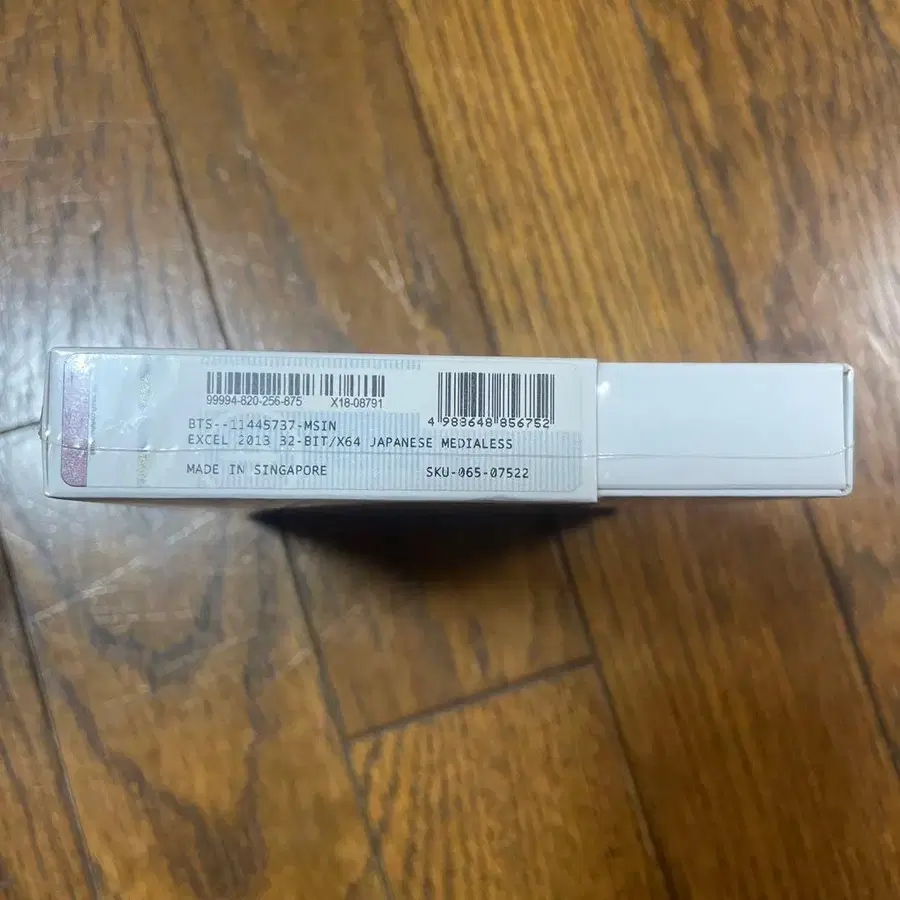 99994-820-256-875 X18-08791
4 988648 856752
BTS--11445737-MSIN
EXCEL 2013 32-BIT/X64 JAPANESE MEDIALESS
MADE IN SINGAPORE SKU-065-07522